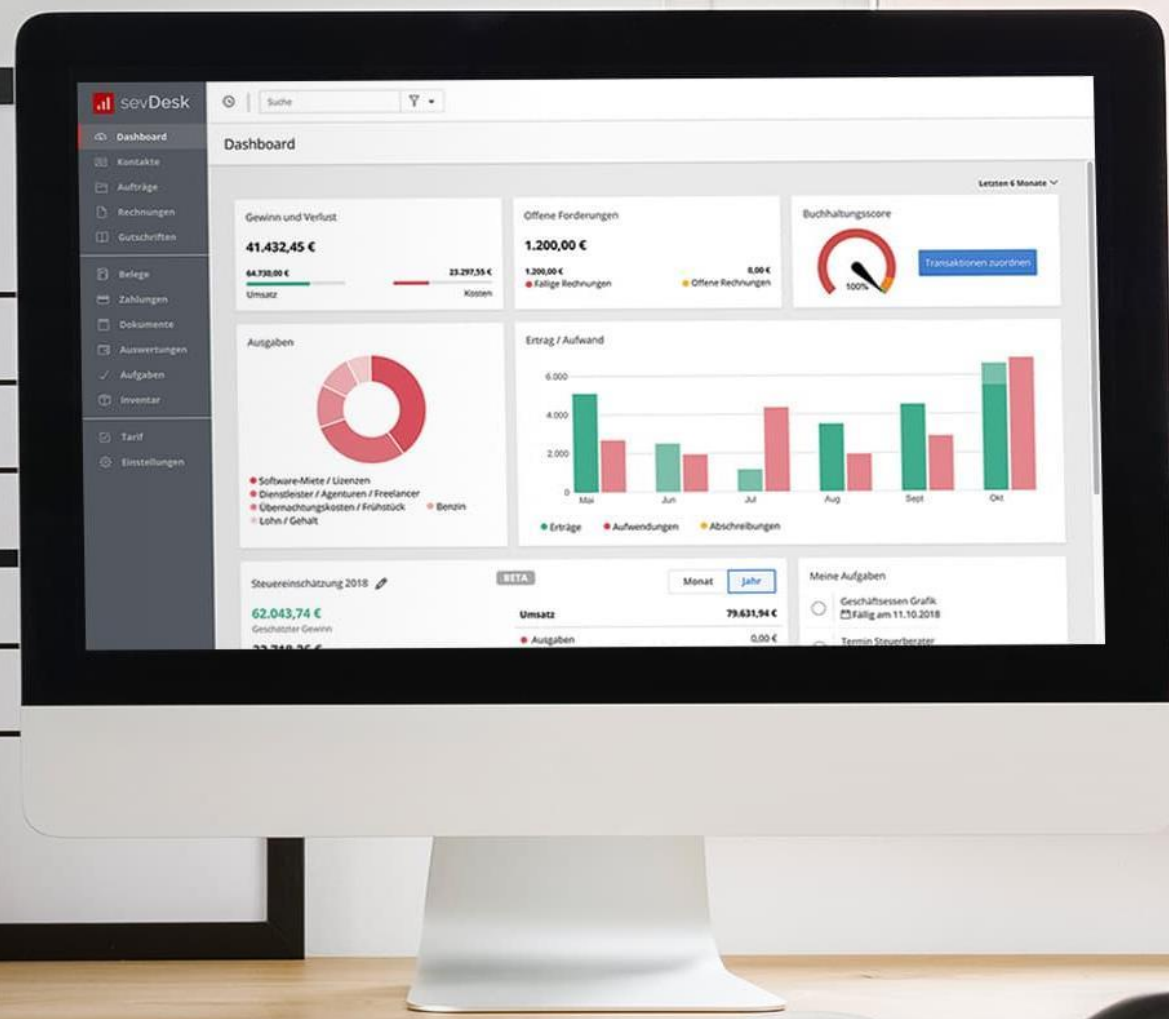 sevDesk
Suche
Dashboard
Kontakte
Aufträge
Rechnungen
Gutschriften
Belege
Zahlungen
Dokumente
Auswertungen
Aufgaben
Inventar
Tarif
Einstellungen
Dashboard
Letzten 6 Monate
Gewinn und Verlust
41.432,45 €
64.730,00 € 23.297,55 €
Umsatz Kosten
Offene Forderungen
1.200,00 €
1.200,00 € 0,00 €
Fällige Rechnungen Offene Rechnungen
Buchhaltungsscore
100%
Transaktionen zuordnen
Ausgaben
Software-Miete / Lizenzen
Dienstleister / Agenturen / Freelancer
Übernachtungskosten / Frühstück Benzin
Lohn / Gehalt
Ertrag / Aufwand
6.000
4.000
2.000
0
Mai Jun Jul Aug Sept Okt
Erträge Aufwendungen Abschreibungen
Steuereinschätzung 2018 BETA Monat Jahr
62.043,74 €
Geschätzter Gewinn
Umsatz 79.631,94 €
Ausgaben 0,00 €
Meine Aufgaben
Geschäftsessen Grafik
Fällig am 11.10.2018
Termin Steuerberater